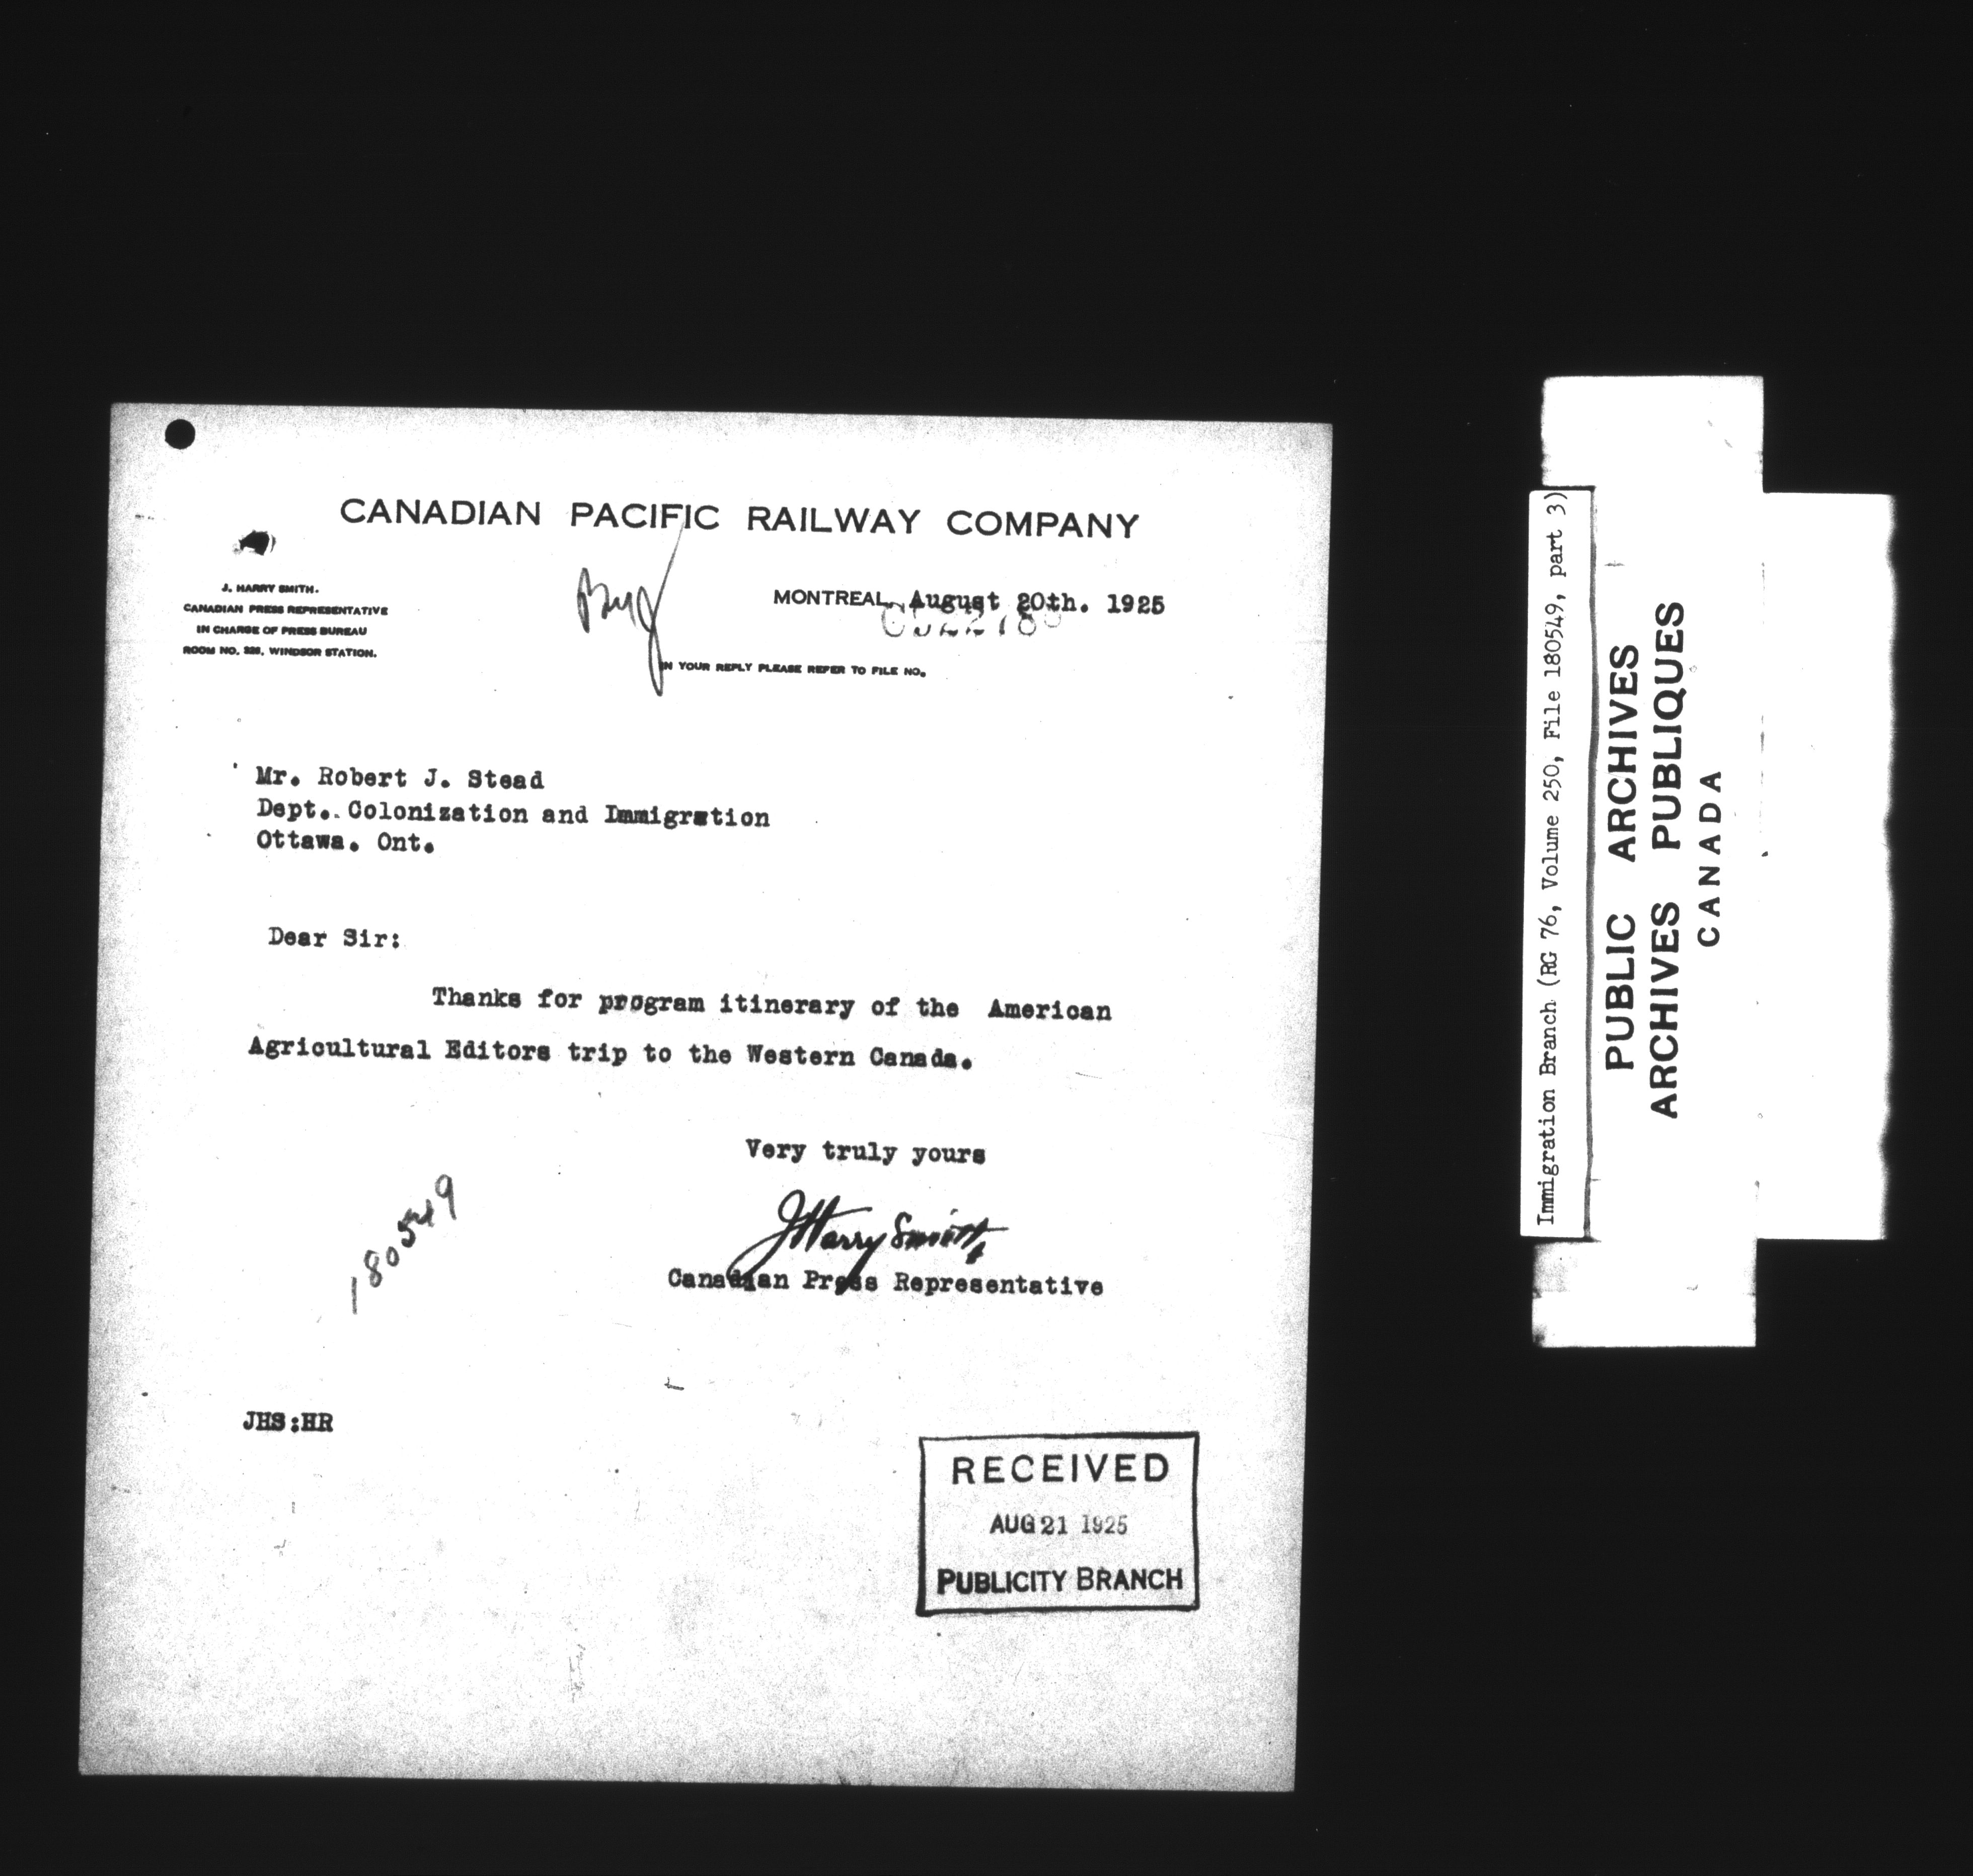 CANADIAN PACIFIC RAILWAY COMPANY
J. HARRY SMITH.
CANADIAN PRESS REPRESENTATIVE
IN CHARGE OF PRESS BUREAU
ROOM NO. 328, WINDSOR STATION.
MONTREAL, August 20th. 1925
IN YOUR REPLY PLEASE REFER TO FILE NO.
Mr. Robert J. Stead
Dept. Colonization and Immigration
Ottawa. Ont.
Dear Sir:
Thanks for program itinerary of the American
Agricultural Editors trip to the Western Canada.
Very truly yours
J Harry Smith
Canadian Press Representative
180549
JHS:HR
RECEIVED
AUG 21 1925
PUBLICITY BRANCH
Immigration Branch (RG 76, Volume 250, File 180549, part 3)
PUBLIC ARCHIVES
ARCHIVES PUBLIQUES
CANADA